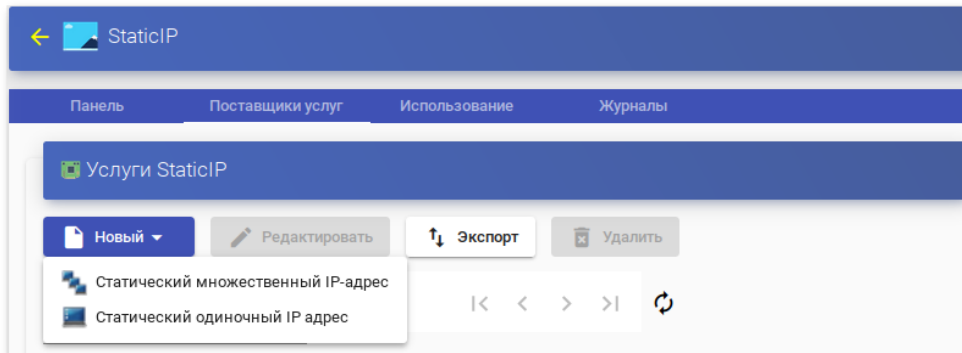 StaticIP
Панель Поставщики услуг Использование Журналы
Услуги StaticIP
Новый Редактировать Экспорт Удалить
Статический множественный IP-адрес
Статический одиночный IP адрес